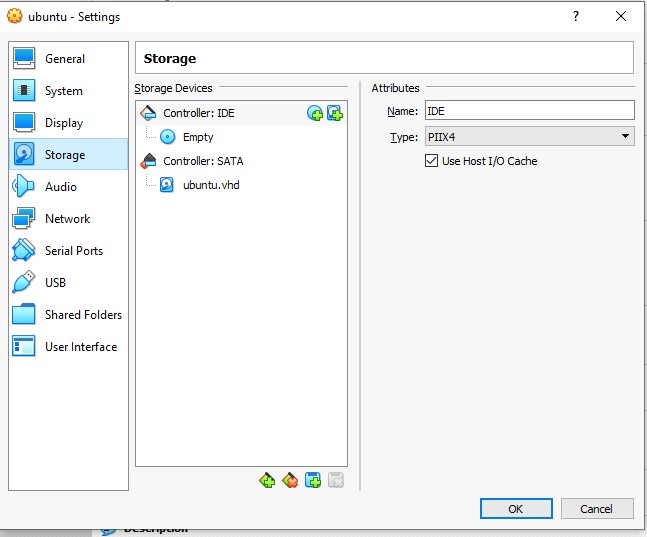 ubuntu - Settings
?
General
System
Display
Storage
Audio
Network
Serial Ports
USB
Shared Folders
User Interface
Storage
Storage Devices
Controller: IDE
Empty
Controller: SATA
ubuntu.vhd
Attributes
Name: IDE
Type: PIIX4
Use Host I/O Cache
OK
Cancel
Description